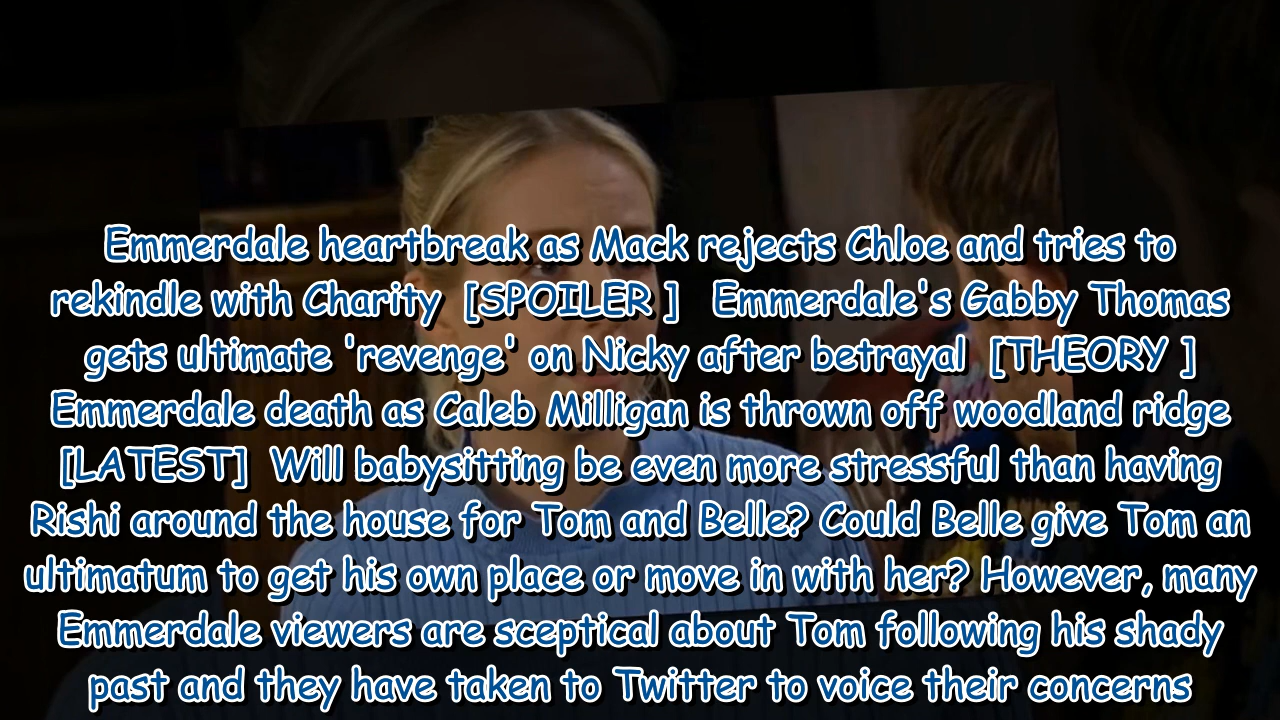 Emmerdale heartbreak as Mack rejects Chloe and tries to
rekindle with Charity [SPOILER ] Emmerdale's Gabby Thomas
gets ultimate 'revenge' on Nicky after betrayal [THEORY ]
Emmerdale death as Caleb Milligan is thrown off woodland ridge
[LATEST] Will babysitting be even more stressful than having
Rishi around the house for Tom and Belle? Could Belle give Tom an
ultimatum to get his own place or move in with her? However, many
Emmerdale viewers are sceptical about Tom following his shady
past and they have taken to Twitter to voice their concerns